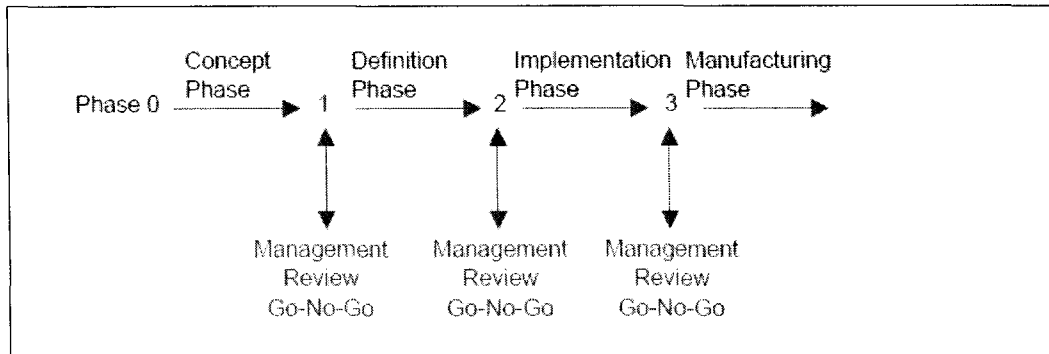 Concept Phase
Definition Phase
Implementation Phase
Manufacturing Phase
Phase 0
1
2
3
Management
Review
Go-No-Go
Management
Review
Go-No-Go
Management
Review
Go-No-Go